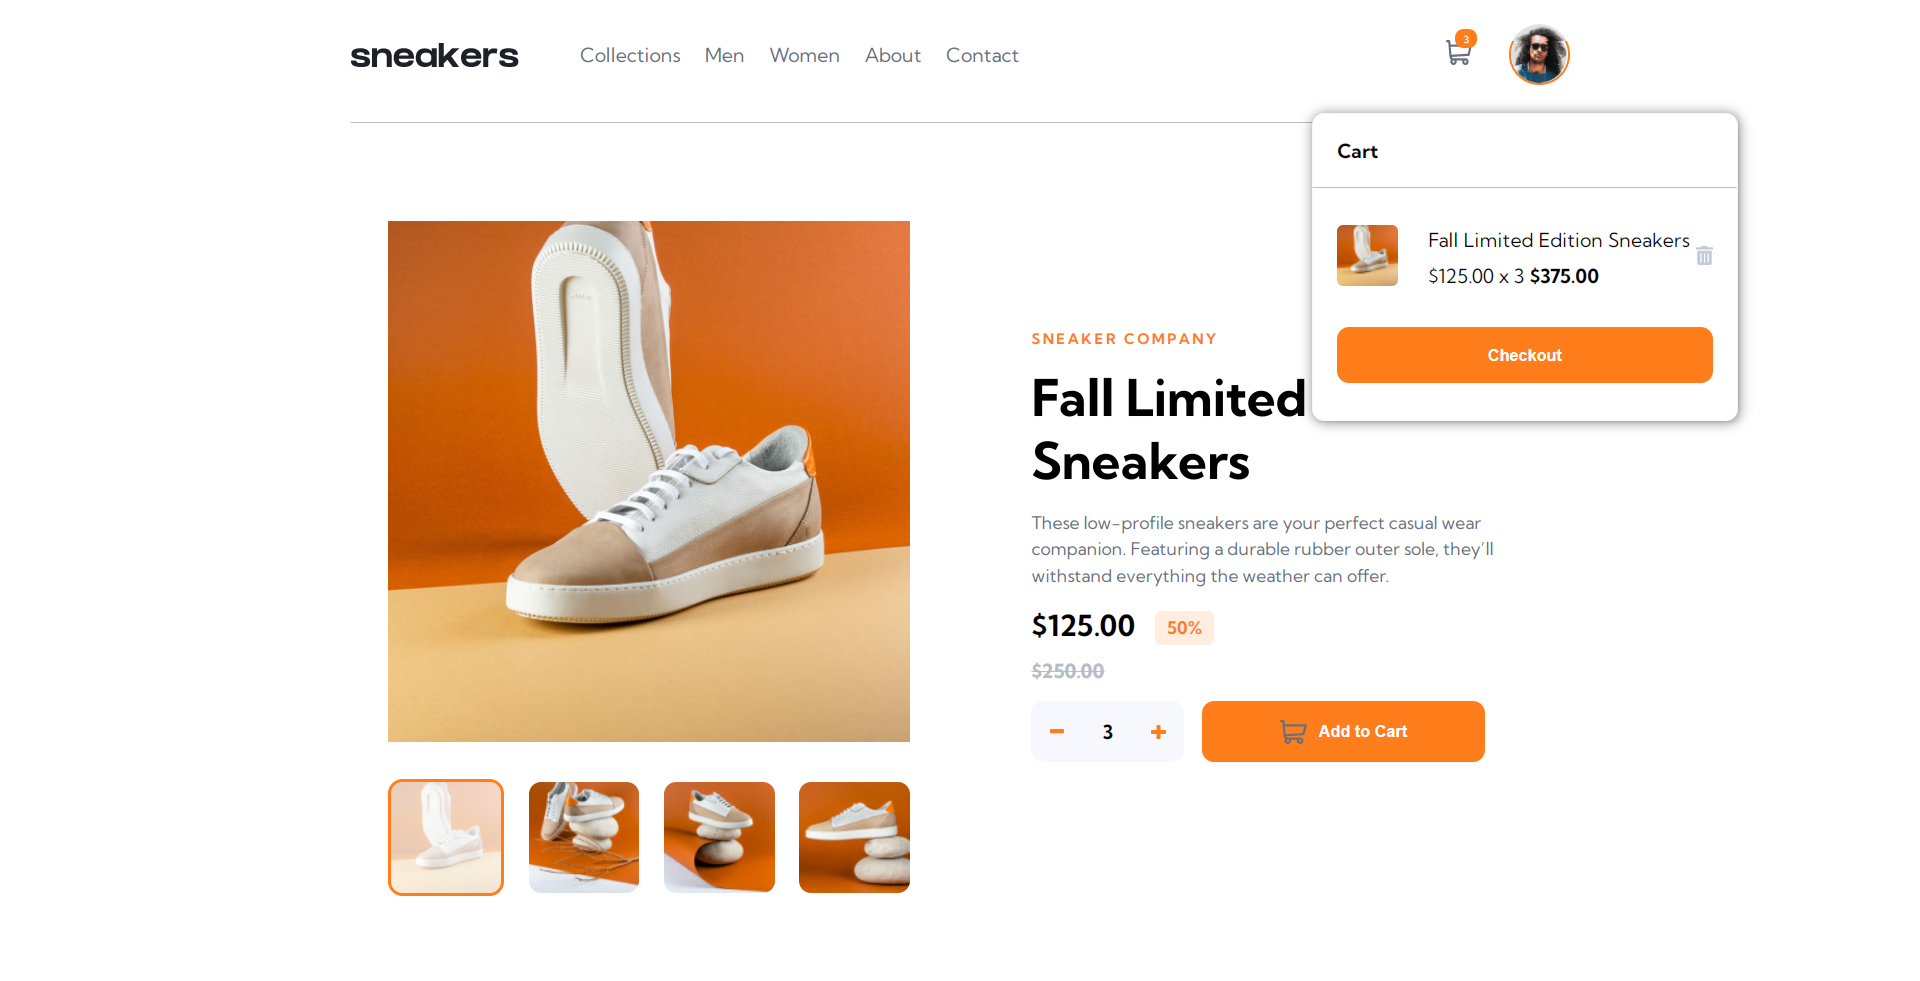 sneakers
Collections Men Women About Contact
3
Cart
Fall Limited Edition Sneakers
$125.00 x 3 $375.00
Checkout
SNEAKER COMPANY
Fall Limited
Sneakers
These low-profile sneakers are your perfect casual wear
companion. Featuring a durable rubber outer sole, they'll
withstand everything the weather can offer.
$125.00 50%
$250.00
3
Add to Cart